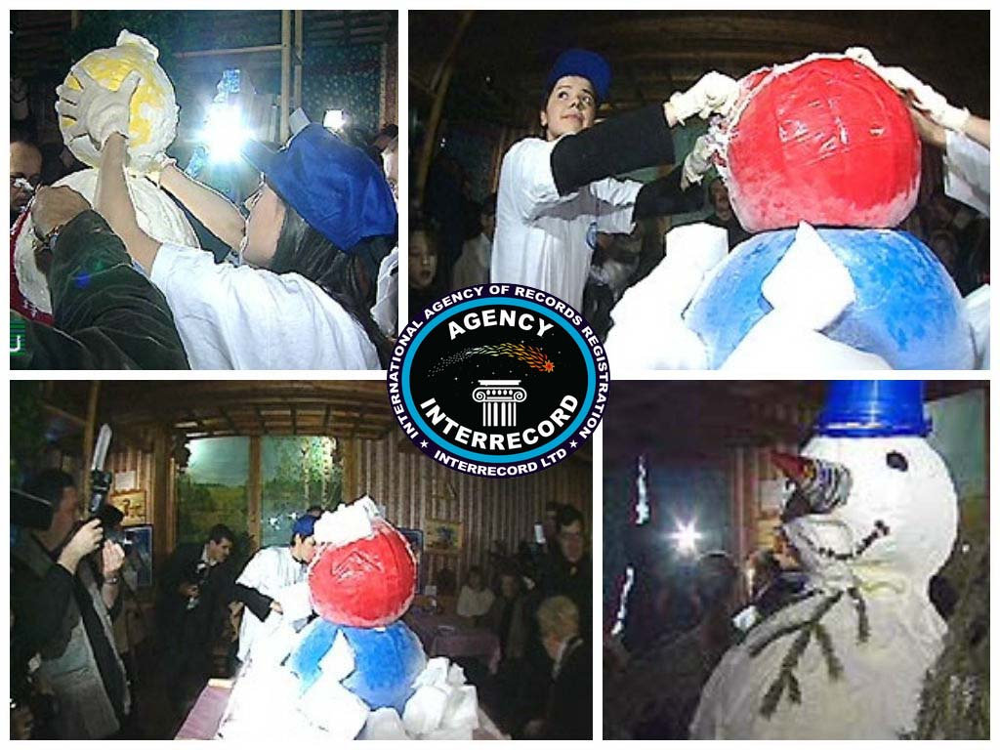 INTERNATIONAL AGENCY OF RECORDS REGISTRATION
AGENCY
INTERRECORD
★ INTERRECORD LTD ★